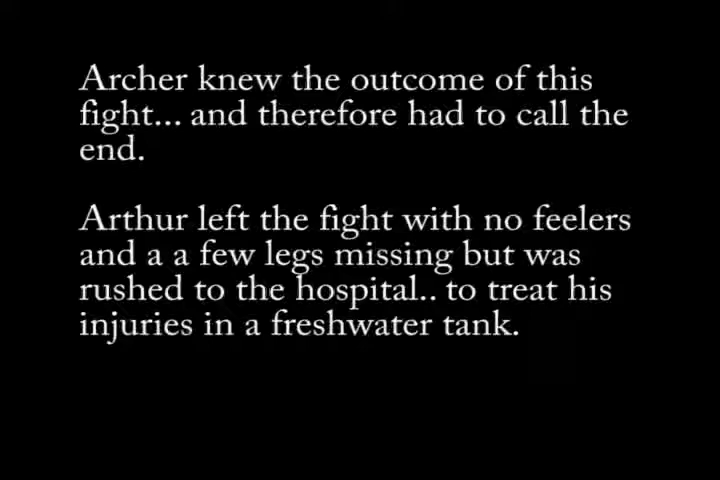 Archer knew the outcome of this
fight... and therefore had to call the
end.
Arthur left the fight with no feelers
and a a few legs missing but was
rushed to the hospital.. to treat his
injuries in a freshwater tank.